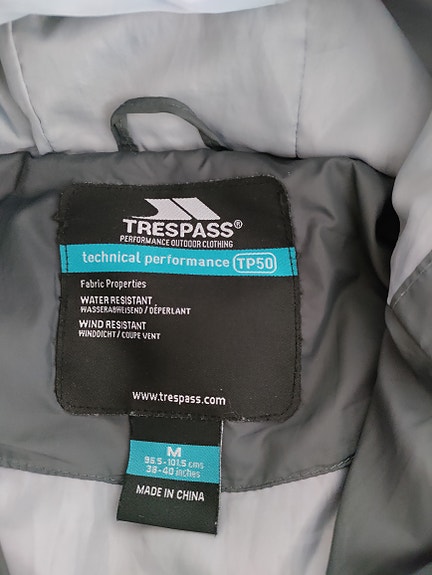 TRESPASS®
PERFORMANCE OUTDOOR CLOTHING
technical performance TP50
Fabric Properties
WATER RESISTANT
WASSERABWEISEND / DÉPERLANT
WIND RESISTANT
WINDDICHT / COUPE VENT
www.trespass.com
M
96.5-101.5 cms
38-40 inches
MADE IN CHINA